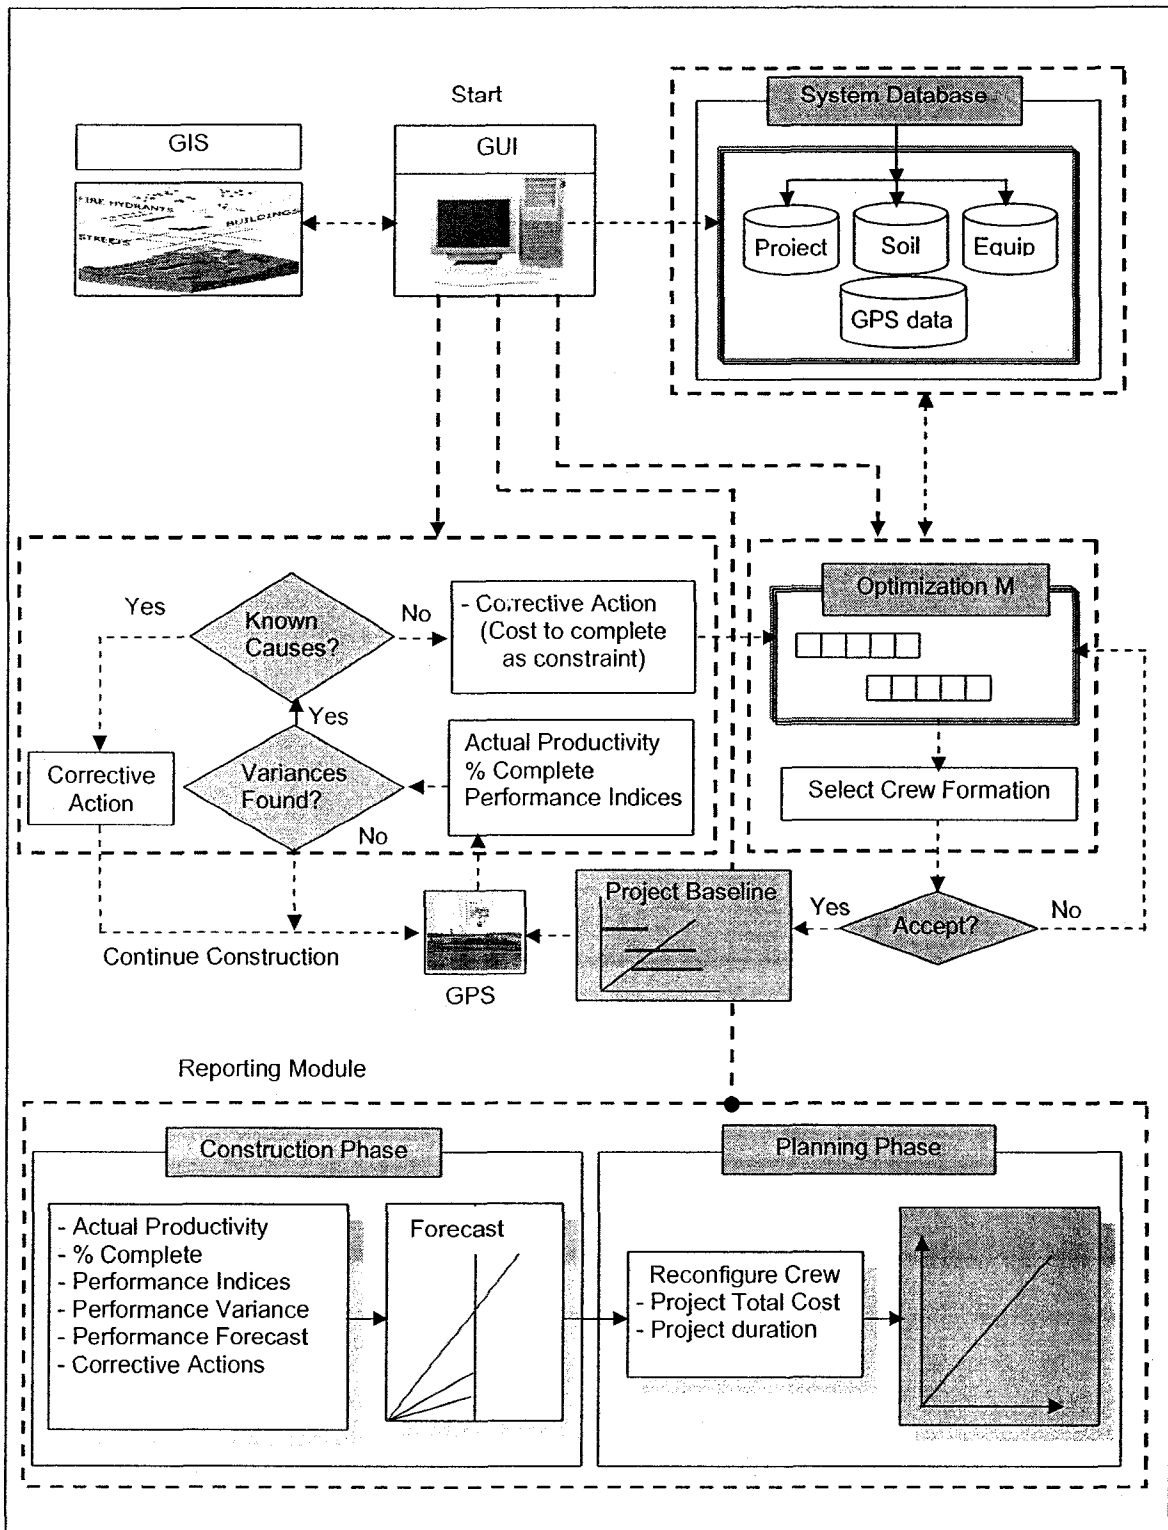 Start
System Database
GIS
GUI
FIRE HYDRANTS
BUILDINGS
STREETS
Project
Soil
Equip
GPS data
Optimization M
Yes
Known
Causes?
No
- Corrective Action
(Cost to complete
as constraint)
Yes
Corrective
Action
Variances
Found?
No
Actual Productivity
% Complete
Performance Indices
Select Crew Formation
Project Baseline
Yes
Accept?
No
Continue Construction
GPS
Reporting Module
Construction Phase
Planning Phase
- Actual Productivity
- % Complete
- Performance Indices
- Performance Variance
- Performance Forecast
- Corrective Actions
Forecast
Reconfigure Crew
- Project Total Cost
- Project duration